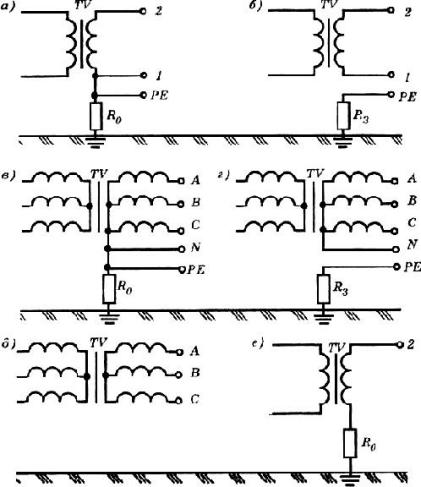 а) TV 2
1
PE
R₀
б) TV 2
1
PE
R₃
в) TV A
B
C
N
PE
R₀
г) TV A
B
C
N
PE
R₃
д) TV A
B
C
е) TV 2
R₀